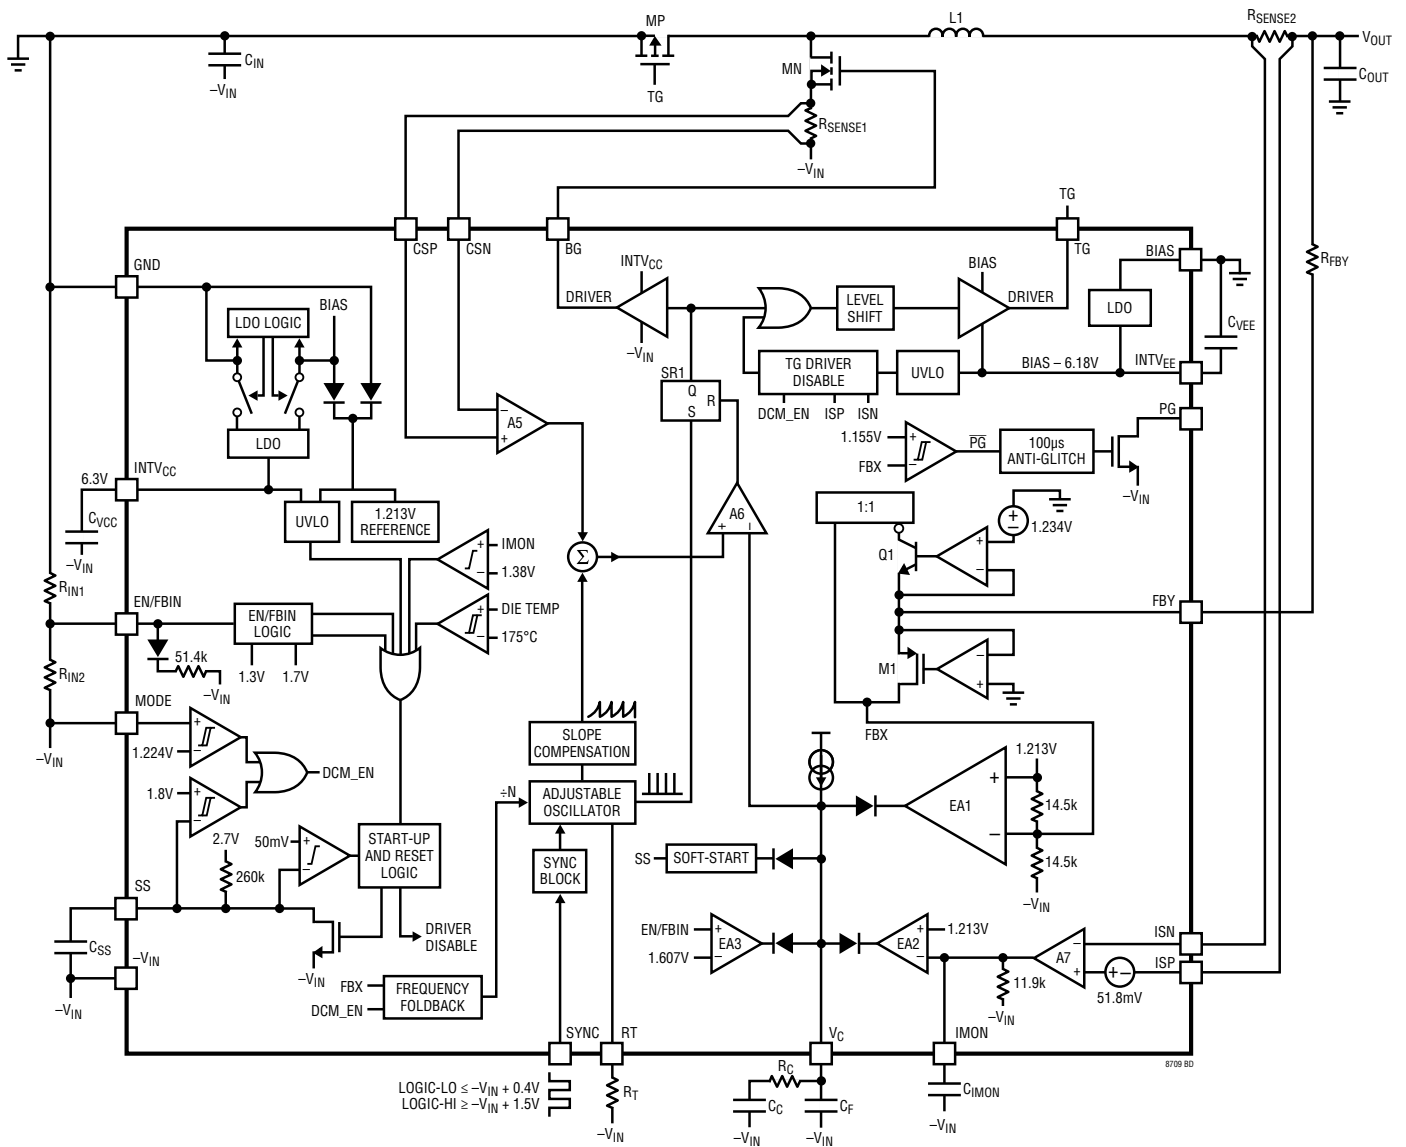 MP
L1
RSENSE2
VOUT
CIN
–VIN
TG
MN
RSENSE1
–VIN
COUT
TG
CSP
CSN
BG
TG
BIAS
RFBY
GND
INTVCC
BIAS
DRIVER
DRIVER
LEVEL
SHIFT
LDO
CVEE
BIAS
LDO LOGIC
–VIN
TG DRIVER
DISABLE
UVLO
BIAS – 6.18V
INTVEE
SR1
Q
S
R
DCM_EN
ISP
ISN
PG
LDO
–
A5
+
1.155V
+
FBX
–
PG
100µs
ANTI-GLITCH
–VIN
INTVCC
6.3V
CVCC
–VIN
UVLO
1.213V
REFERENCE
A6
+
–
1:1
+
–
1.234V
+
IMON
–
1.38V
Σ
Q1
+
–
RIN1
EN/FBIN
EN/FBIN
LOGIC
+
DIE TEMP
–
175°C
FBY
51.4k
1.3V
1.7V
–VIN
RIN2
M1
–
+
MODE
+
1.224V
–
–VIN
SLOPE
COMPENSATION
FBX
1.213V
DCM_EN
1.8V
+
–
÷N
ADJUSTABLE
OSCILLATOR
EA1
+
–
14.5k
2.7V
50mV
+
–
START-UP
AND RESET
LOGIC
SYNC
BLOCK
SS
SOFT-START
14.5k
–VIN
SS
260k
CSS
–VIN
–VIN
DRIVER
DISABLE
–VIN
EN/FBIN
+
EA3
1.607V
–
EA2
+
1.213V
–
A7
–
+
ISN
ISP
+–
51.8mV
11.9k
–VIN
FBX
DCM_EN
FREQUENCY
FOLDBACK
SYNC
RT
VC
IMON
8709 BD
LOGIC-LO ≤ –VIN + 0.4V
LOGIC-HI ≥ –VIN + 1.5V
RT
–VIN
RC
CC
–VIN
CF
–VIN
CIMON
–VIN